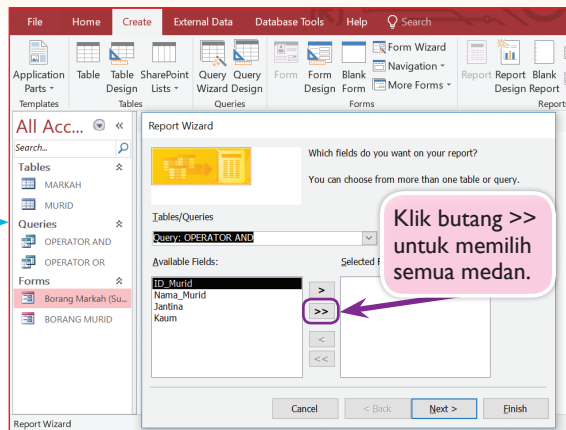 File Home Create External Data Database Tools Help Search
Application Parts
Table
Table Design
SharePoint Lists
Query Wizard
Query Design
Form
Form Design
Blank Form
Form Wizard
Navigation
More Forms
Report
Report Design
Blank Report
Templates Tables Queries Forms Report
All Acc... «
Search...
Tables
MARKAH
MURID
Queries
OPERATOR AND
OPERATOR OR
Forms
Borang Markah (Su...
BORANG MURID
Report Wizard
Which fields do you want on your report?
You can choose from more than one table or query.
Tables/Queries
Query: OPERATOR AND
Available Fields:
Selected
ID_Murid
Nama_Murid
Jantina
Kaum
>
>>
<
<<
Klik butang >>
untuk memilih
semua medan.
Cancel < Back Next > Finish
Report Wizard